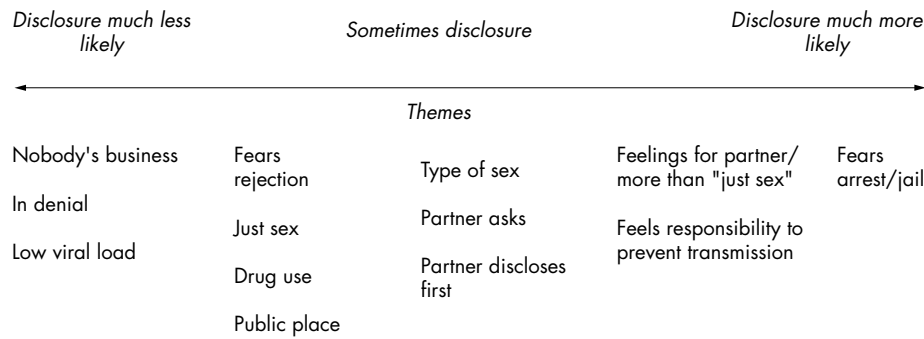 Disclosure much less
likely
Sometimes disclosure
Disclosure much more
likely
Themes
Nobody's business
In denial
Low viral load
Fears
rejection
Just sex
Drug use
Public place
Type of sex
Partner asks
Partner discloses
first
Feelings for partner/
more than "just sex"
Feels responsibility to
prevent transmission
Fears
arrest/jail